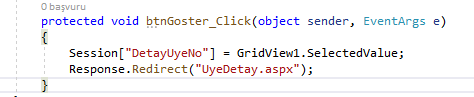 0 başvuru
protected void btnGoster_Click(object sender, EventArgs e)
{
Session["DetayUyeNo"] = GridView1.SelectedValue;
Response.Redirect("UyeDetay.aspx");
}